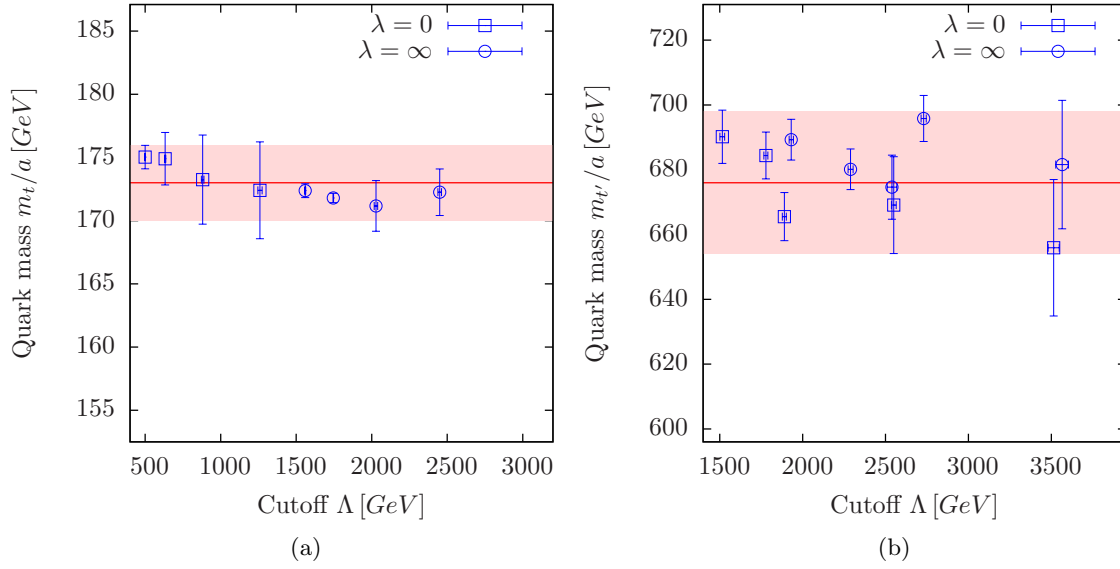 λ = 0
λ = ∞
185
180
175
170
165
160
155
500 1000 1500 2000 2500 3000
Quark mass m_t/a [GeV]
Cutoff Λ [GeV]
(a)
λ = 0
λ = ∞
720
700
680
660
640
620
600
1500 2000 2500 3000 3500
Quark mass m_t'/a [GeV]
Cutoff Λ [GeV]
(b)